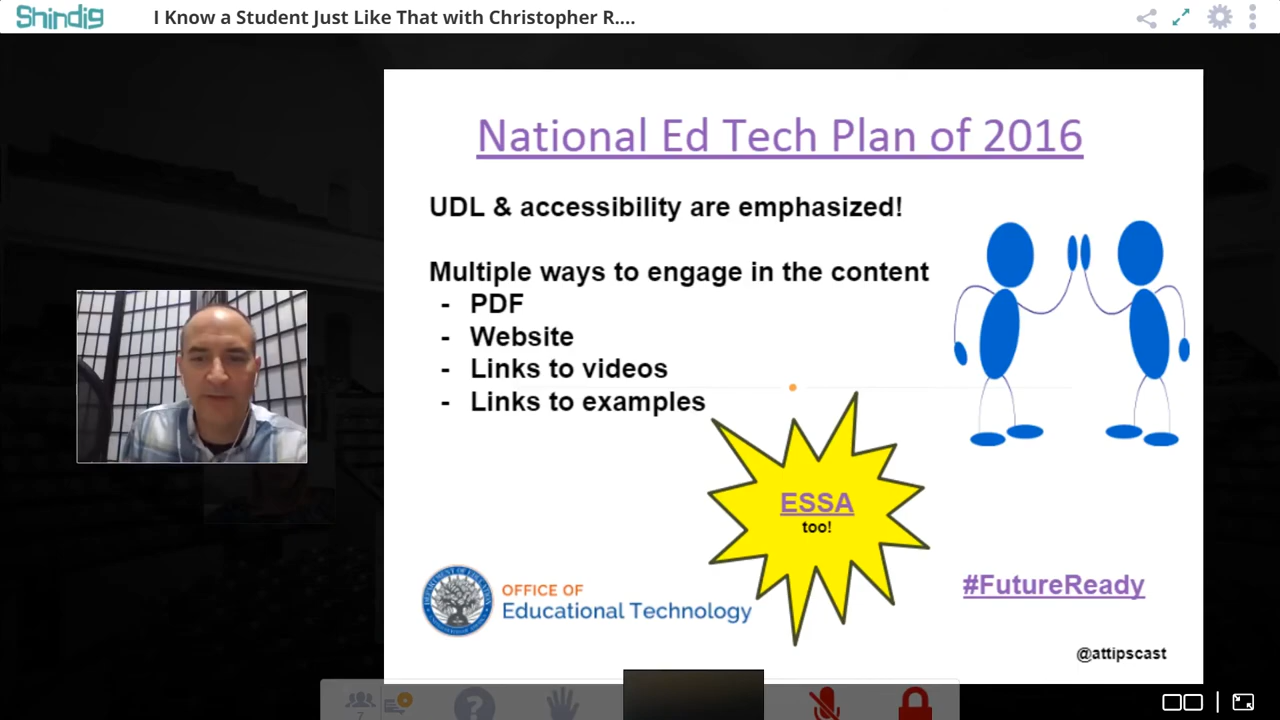 Shindig
I Know a Student Just Like That with Christopher R....
National Ed Tech Plan of 2016
UDL & accessibility are emphasized!
Multiple ways to engage in the content
- PDF
- Website
- Links to videos
- Links to examples
ESSA
too!
OFFICE OF
Educational Technology
#FutureReady
@attipscast
7
?